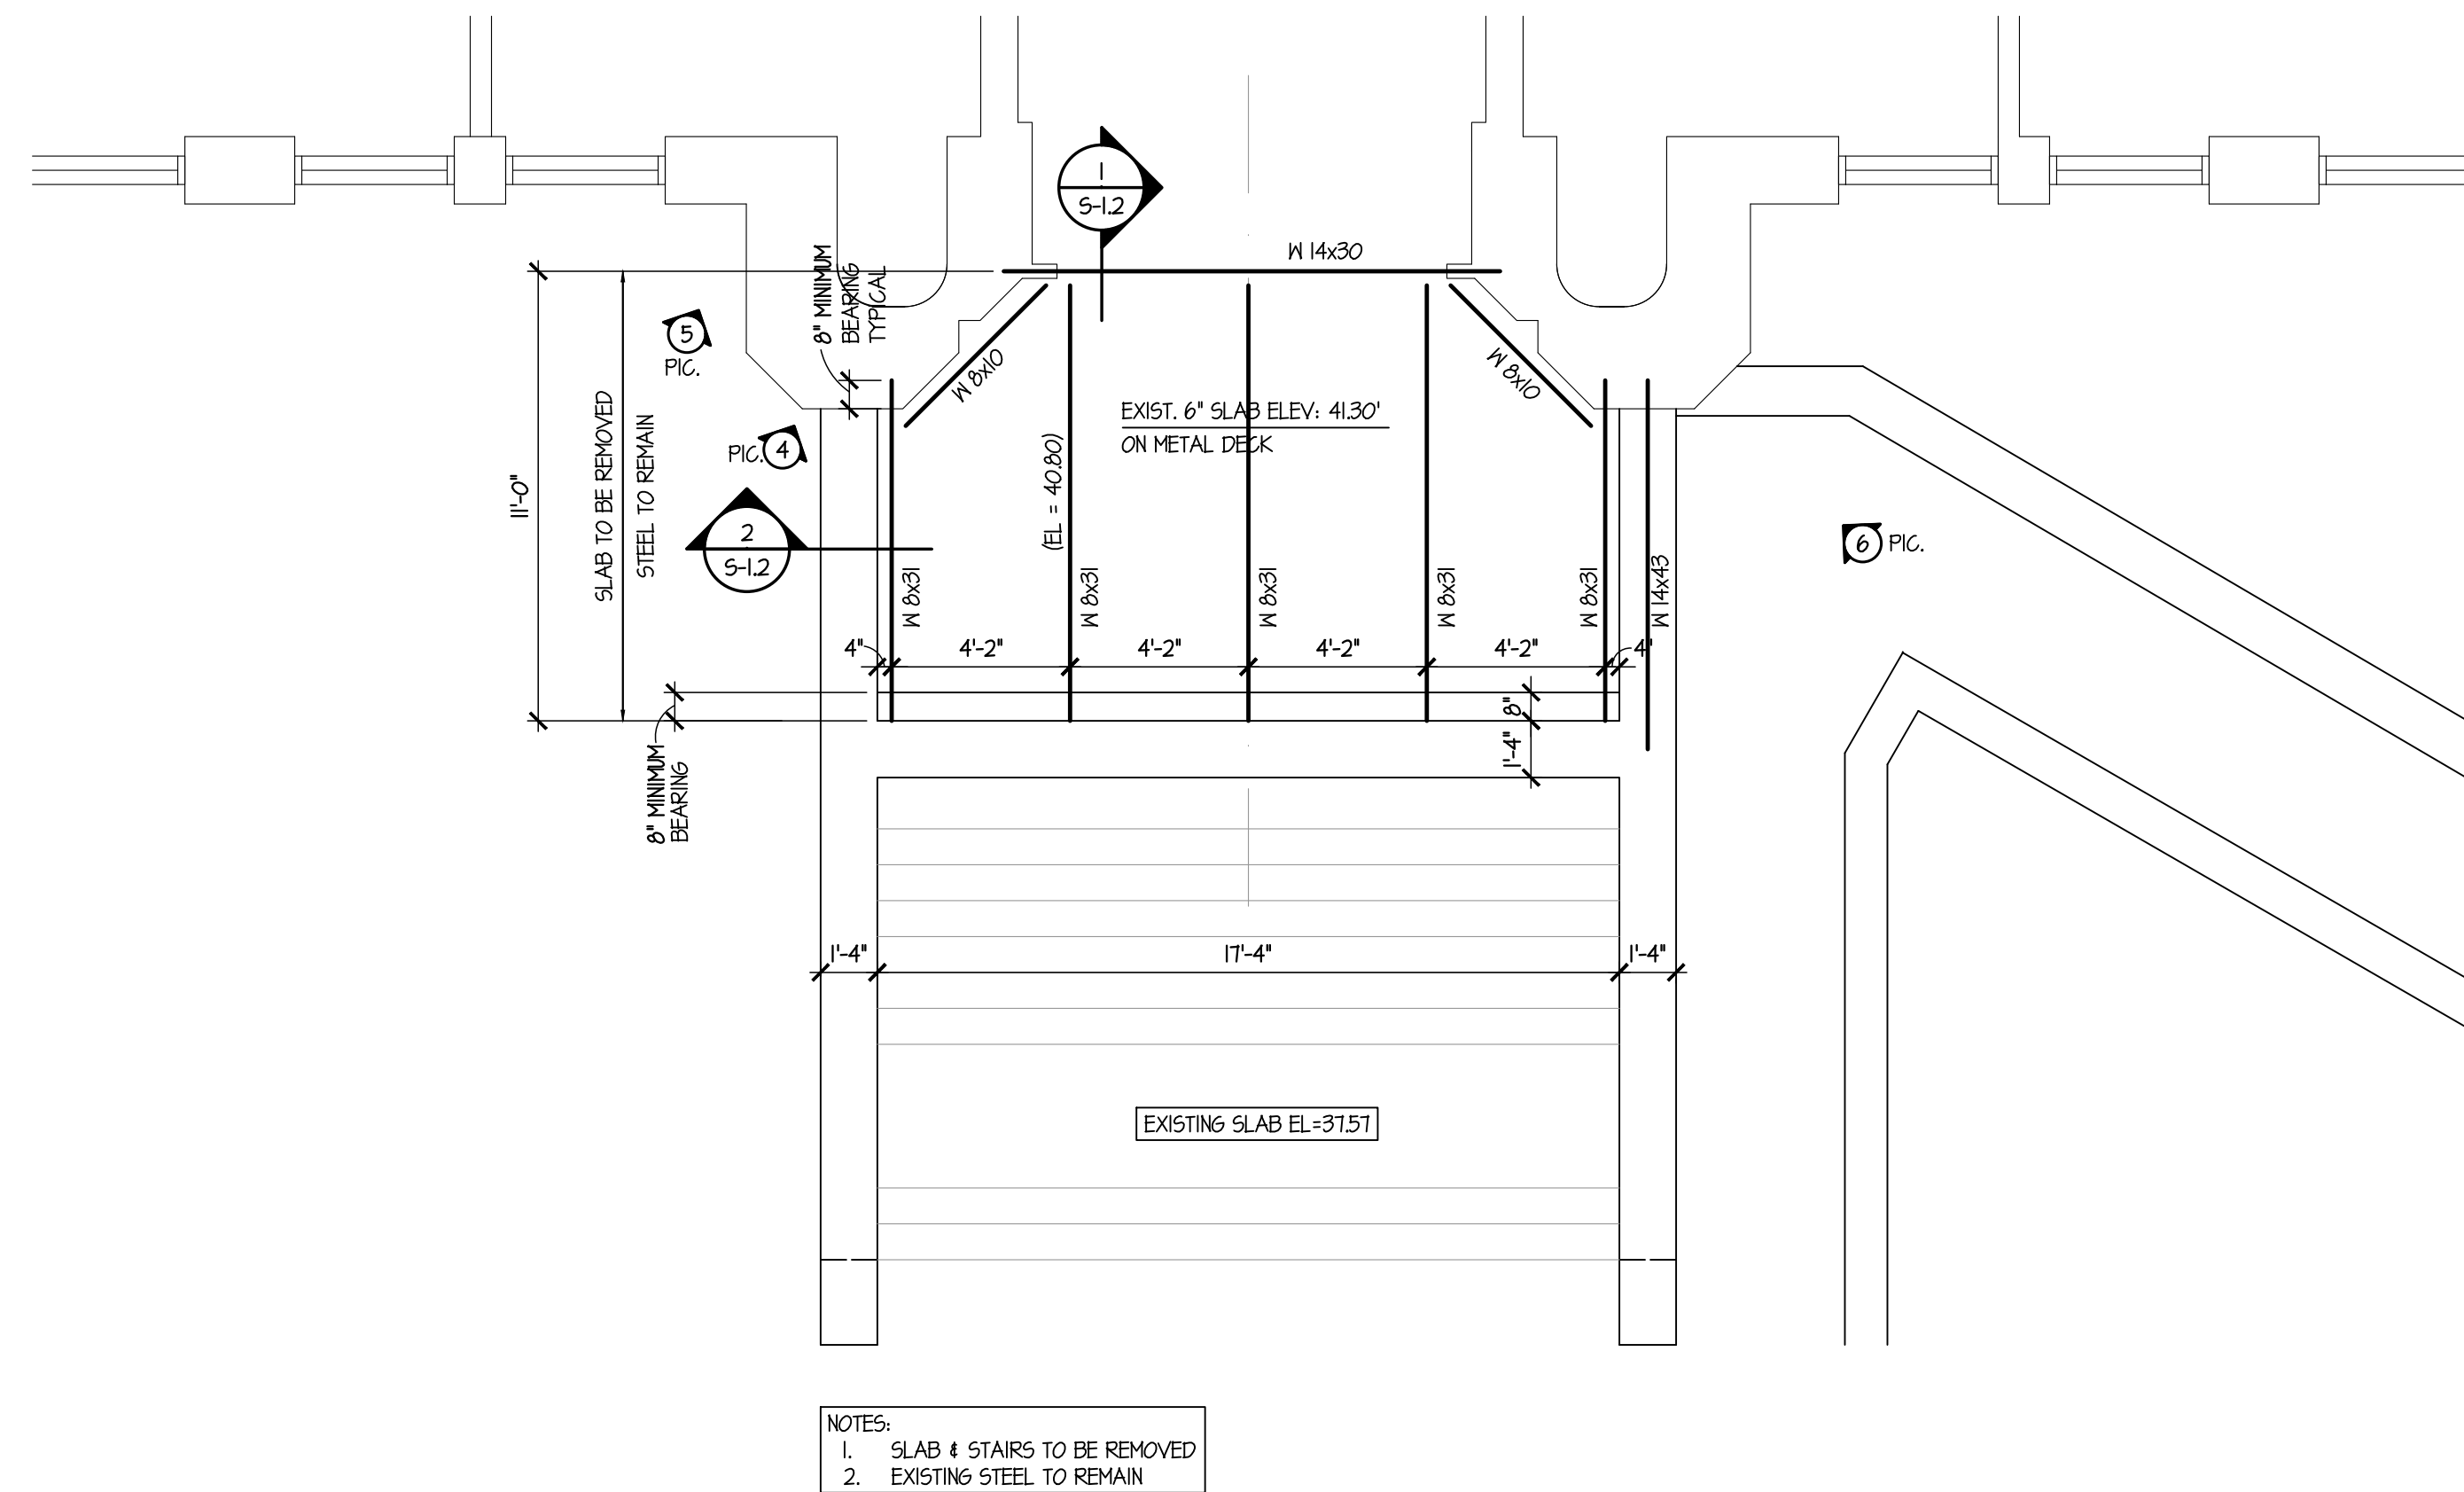 1
S-1.2
W 14x30
8" MINIMUM
BEARING
TYPICAL
5
PIC.
W 8x10
W 8x10
EXIST. 6" SLAB ELEV: 41.30'
ON METAL DECK
(EL = 40.80)
PIC. 4
11'-0"
SLAB TO BE REMOVED
STEEL TO REMAIN
2
S-1.2
6 PIC.
W 8x31
W 8x31
W 8x31
W 8x31
W 8x31
W 14x43
4" 4'-2" 4'-2" 4'-2" 4'-2" 4"
8"
1'-4"
8" MINIMUM
BEARING
1'-4" 17'-4" 1'-4"
EXISTING SLAB EL=37.57
NOTES:
1. SLAB & STAIRS TO BE REMOVED
2. EXISTING STEEL TO REMAIN